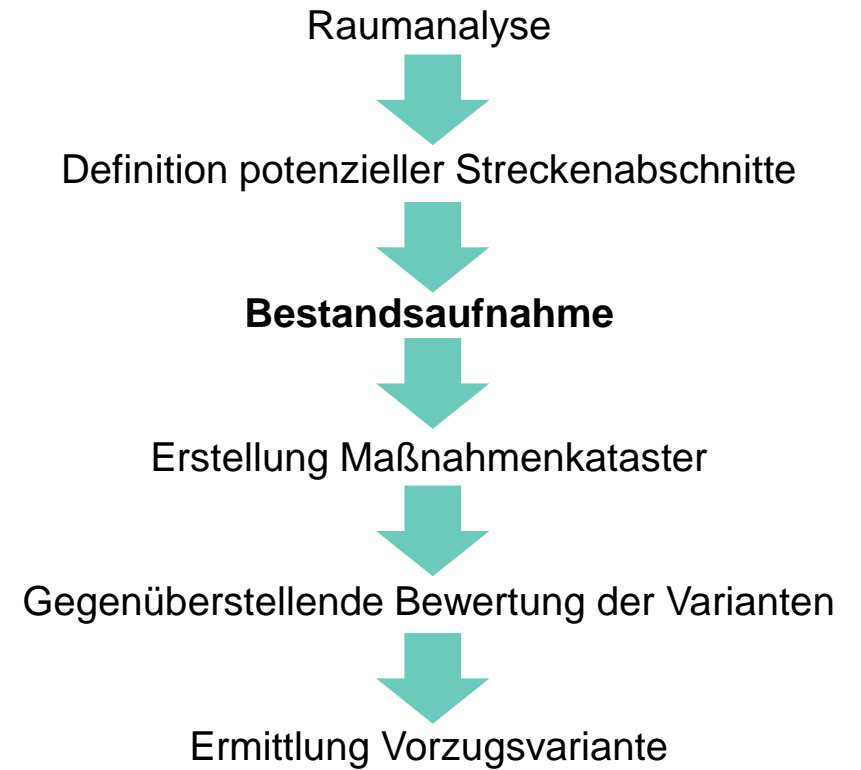 Raumanalyse
Definition potenzieller Streckenabschnitte
Bestandsaufnahme
Erstellung Maßnahmenkataster
Gegenüberstellende Bewertung der Varianten
Ermittlung Vorzugsvariante